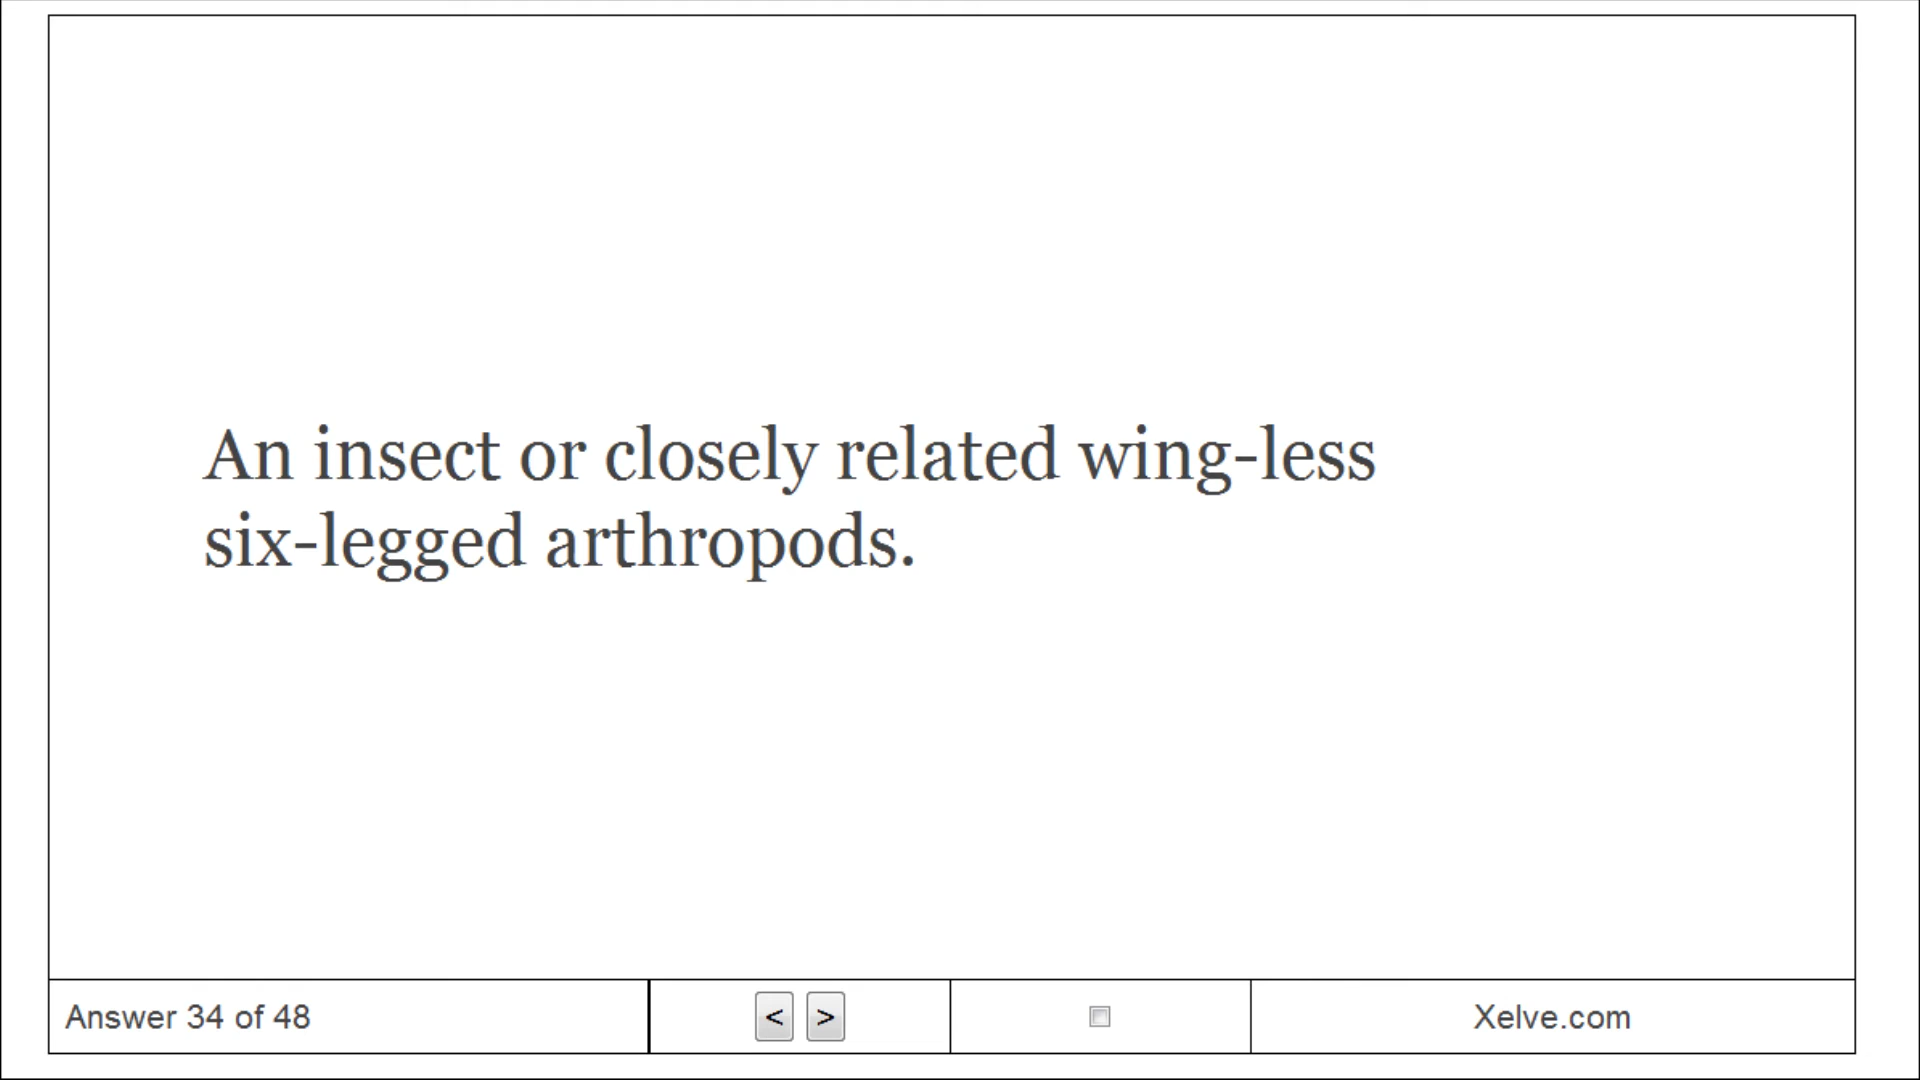 An insect or closely related wing-less
six-legged arthropods.
Answer 34 of 48
< >
Xelve.com